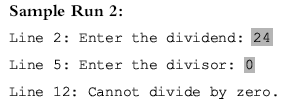 Sample Run 2:
Line 2: Enter the dividend: 24
Line 5: Enter the divisor: 0
Line 12: Cannot divide by zero.